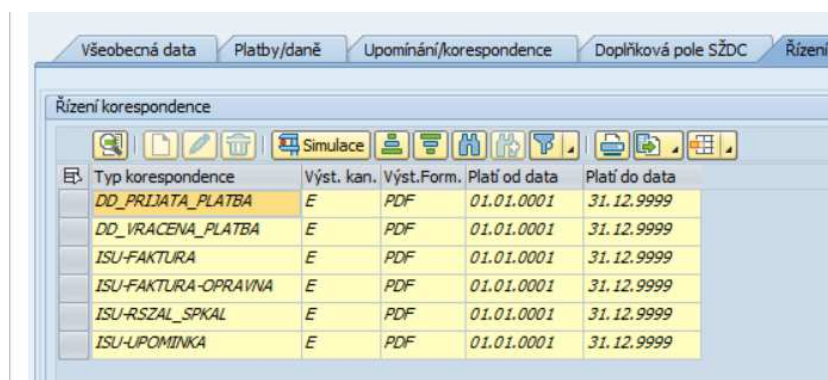 Všeobecná data Platby/daně Upomínání/korespondence Doplňková pole SŽDC Řízení
Řízení korespondence
Simulace
Typ korespondence Výst. kan. Výst.Form. Platí od data Platí do data
DD_PRIJATA_PLATBA E PDF 01.01.0001 31.12.9999
DD_VRACENA_PLATBA E PDF 01.01.0001 31.12.9999
ISU-FAKTURA E PDF 01.01.0001 31.12.9999
ISU-FAKTURA-OPRAVNA E PDF 01.01.0001 31.12.9999
ISU-RSZAL_SPKAL E PDF 01.01.0001 31.12.9999
ISU-UPOMINKA E PDF 01.01.0001 31.12.9999